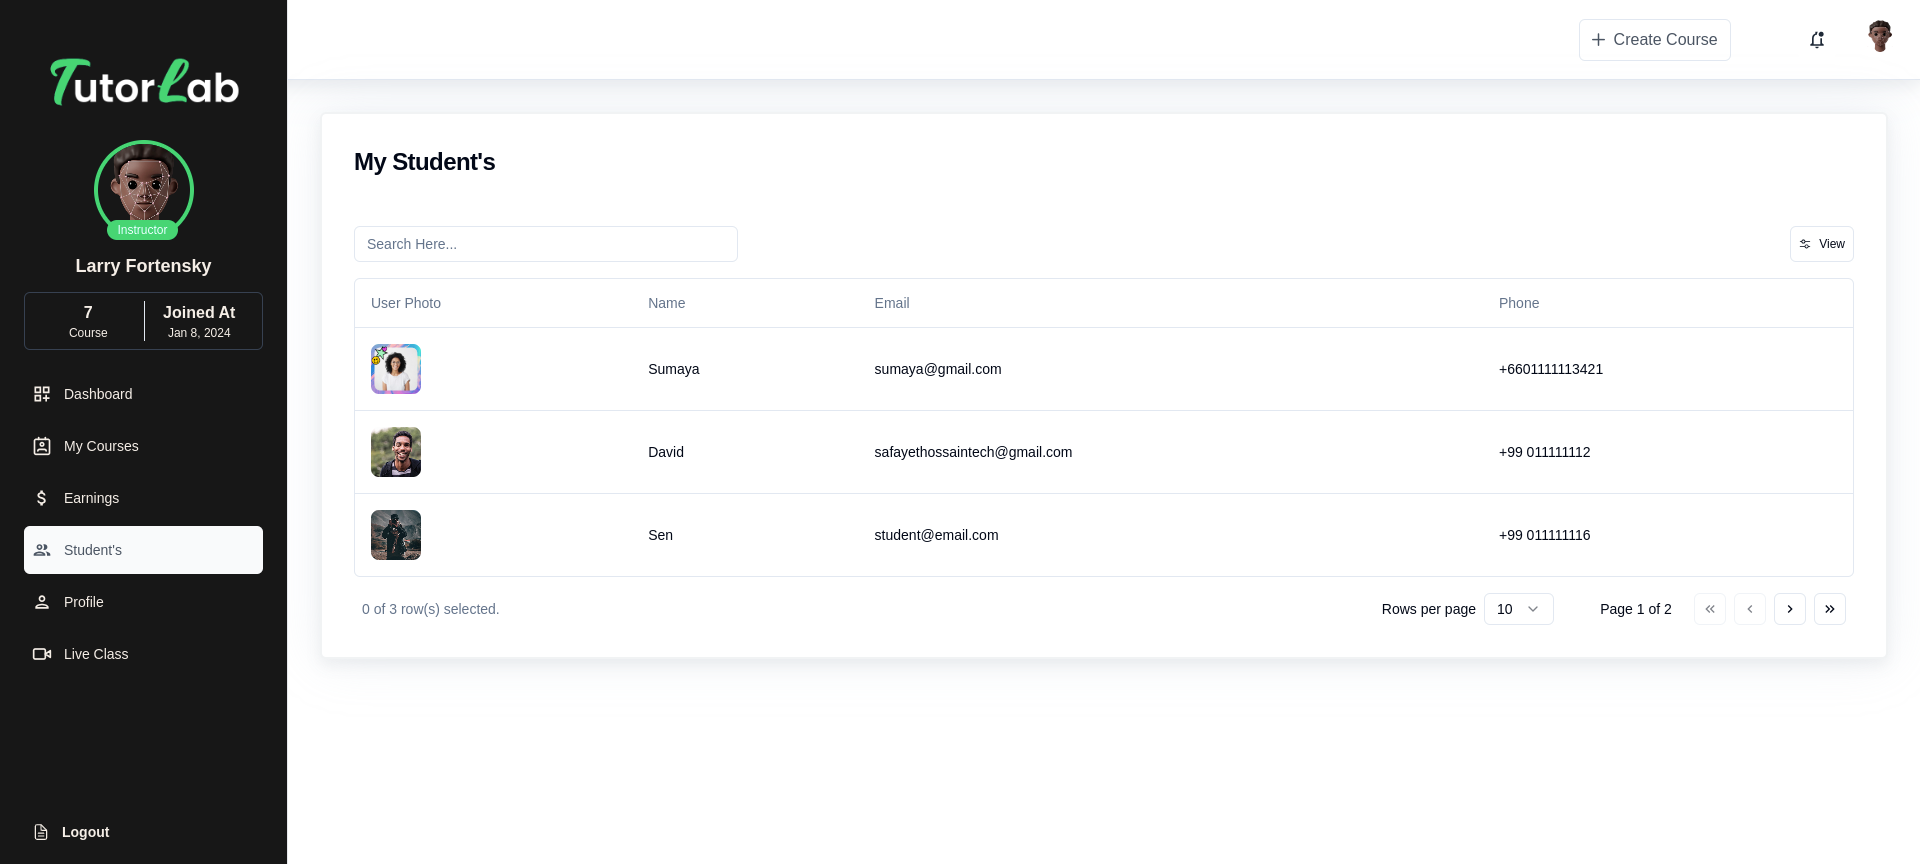 TutorLab
Instructor
Larry Fortensky
7
Course
Joined At
Jan 8, 2024
Dashboard
My Courses
Earnings
Student's
Profile
Live Class
Logout
Create Course
My Student's
Search Here...
View
User Photo Name Email Phone
Sumaya sumaya@gmail.com +6601111113421
David safayethossaintech@gmail.com +99 011111112
Sen student@email.com +99 011111116
0 of 3 row(s) selected. Rows per page 10 Page 1 of 2